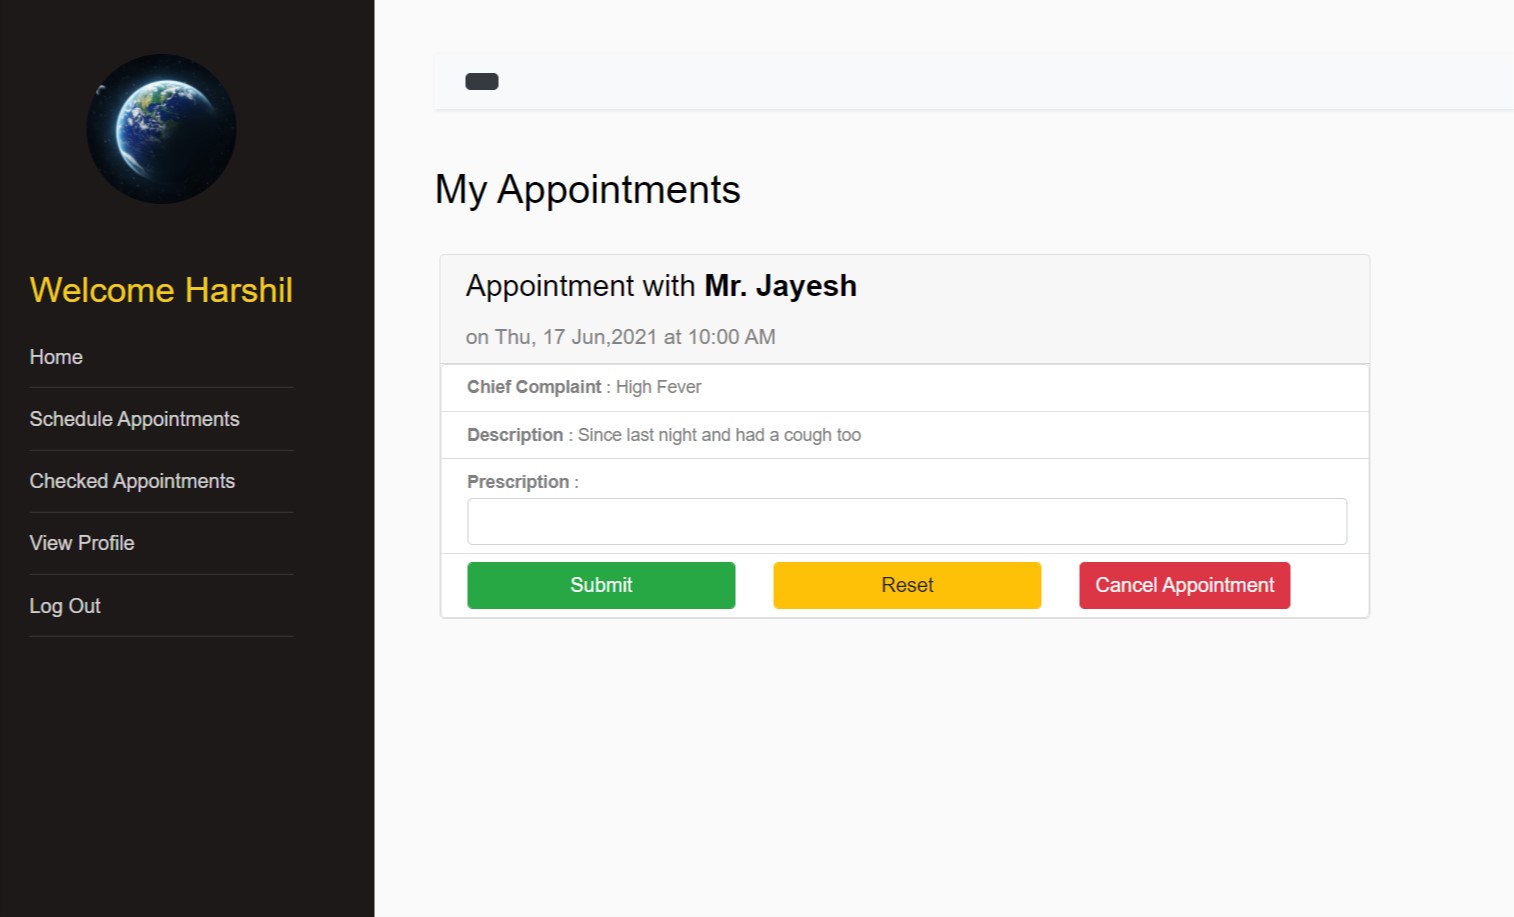 Welcome Harshil
Home
Schedule Appointments
Checked Appointments
View Profile
Log Out
My Appointments
Appointment with Mr. Jayesh
on Thu, 17 Jun,2021 at 10:00 AM
Chief Complaint : High Fever
Description : Since last night and had a cough too
Prescription :
Submit
Reset
Cancel Appointment